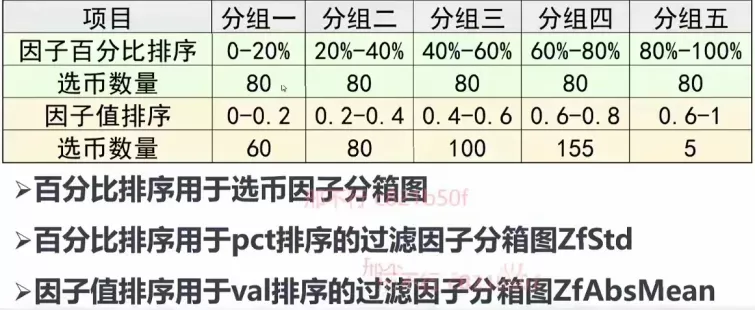 项目 分组一 分组二 分组三 分组四 分组五
因子百分比排序 0-20% 20%-40% 40%-60% 60%-80% 80%-100%
选币数量 80 80 80 80 80
因子值排序 0-0.2 0.2-0.4 0.4-0.6 0.6-0.8 0.6-1
选币数量 60 80 100 155 5
➢百分比排序用于选币因子分箱图
➢百分比排序用于pct排序的过滤因子分箱图ZfStd
➢因子值排序用于val排序的过滤因子分箱图ZfAbsMean